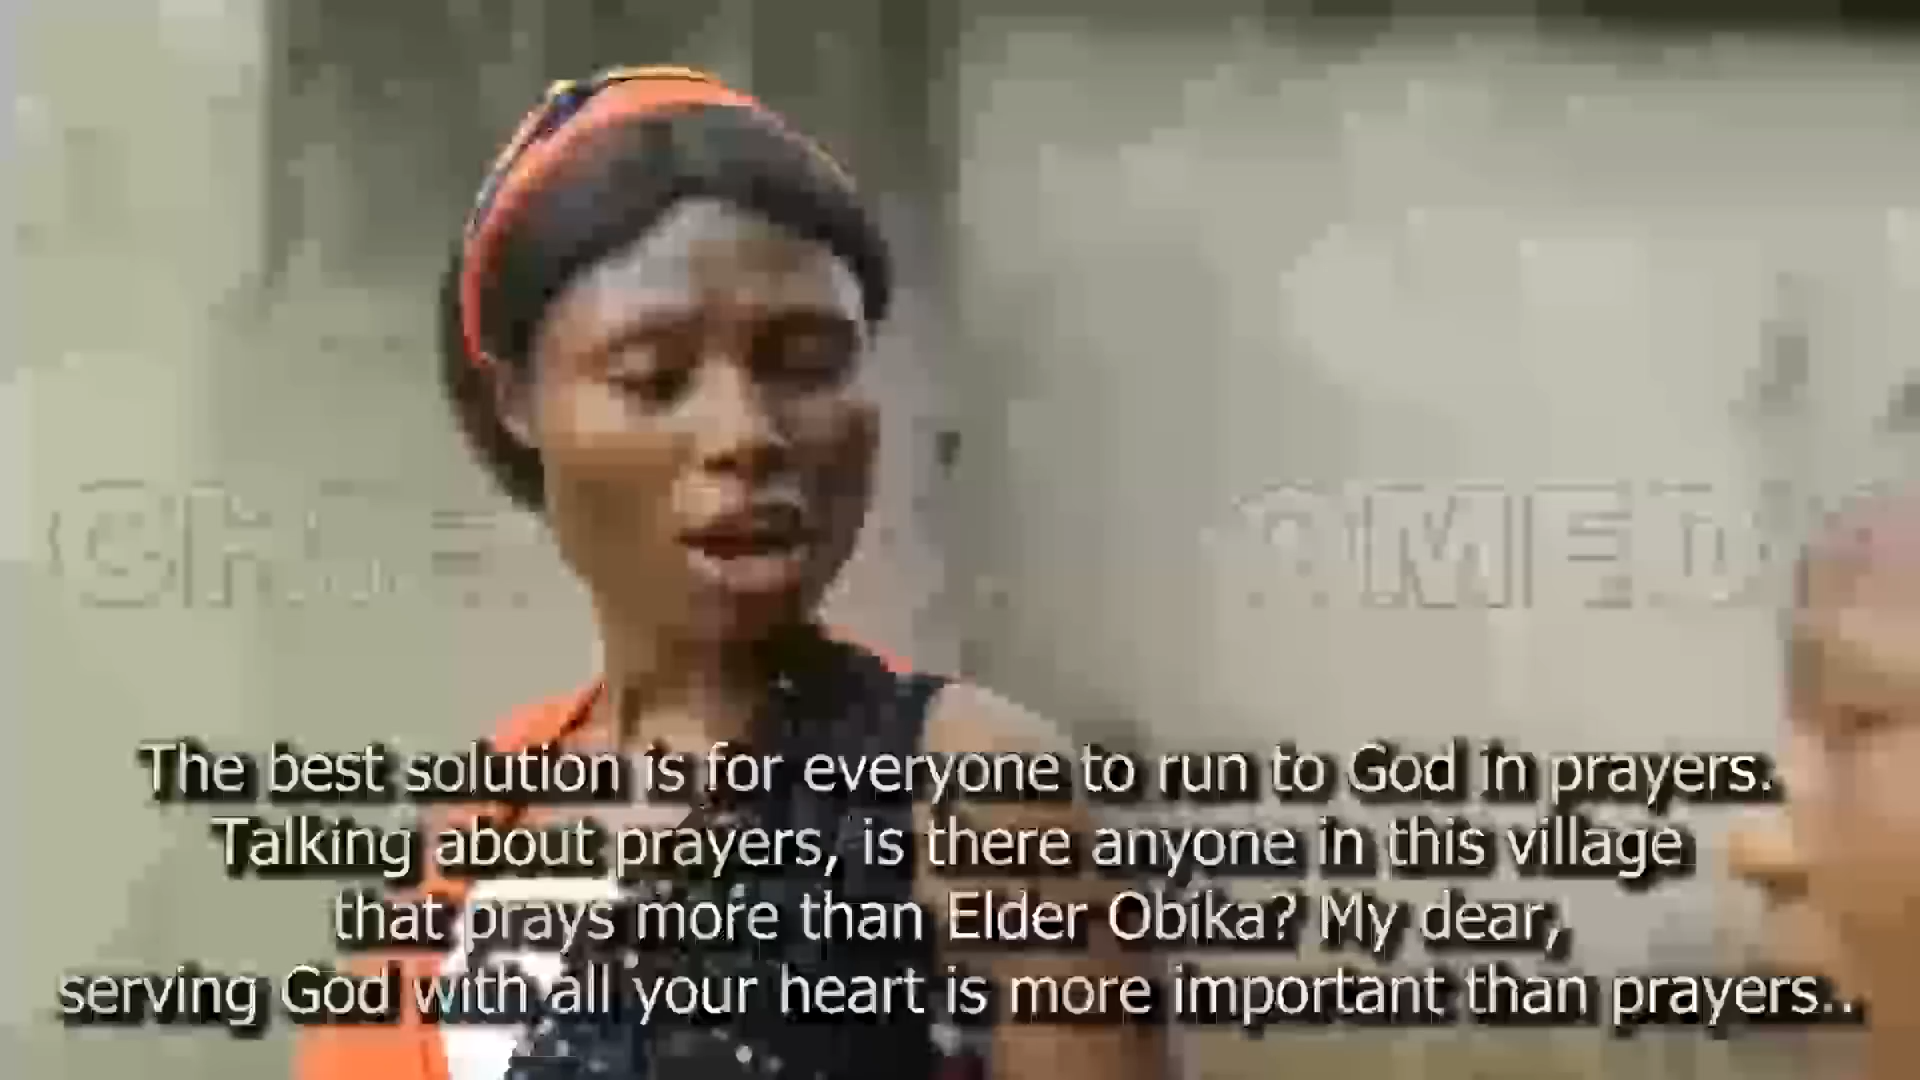 The best solution is for everyone to run to God in prayers.
Talking about prayers, is there anyone in this village
that prays more than Elder Obika? My dear,
serving God with all your heart is more important than prayers..